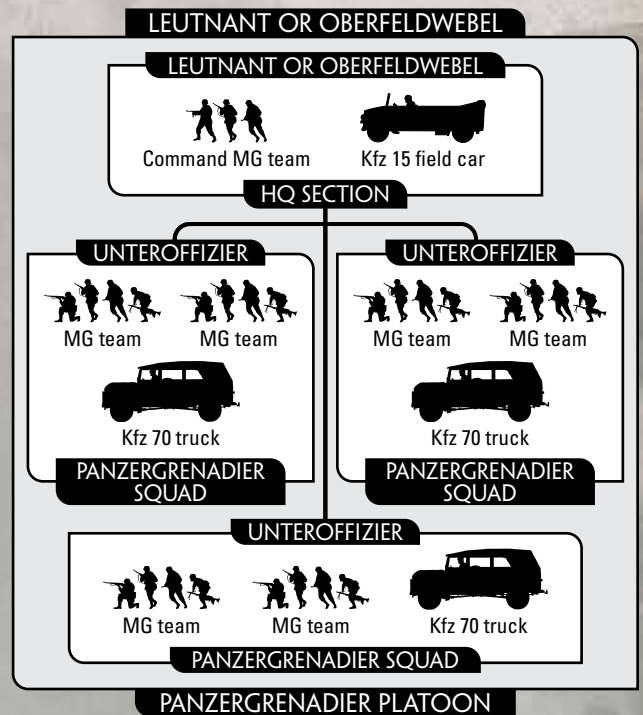 LEUTNANT OR OBERFELDWEBEL
LEUTNANT OR OBERFELDWEBEL
Command MG team
Kfz 15 field car
HQ SECTION
UNTEROFFIZIER
MG team
MG team
Kfz 70 truck
PANZERGRENADIER
SQUAD
UNTEROFFIZIER
MG team
MG team
Kfz 70 truck
PANZERGRENADIER
SQUAD
UNTEROFFIZIER
MG team
MG team
Kfz 70 truck
PANZERGRENADIER SQUAD
PANZERGRENADIER PLATOON